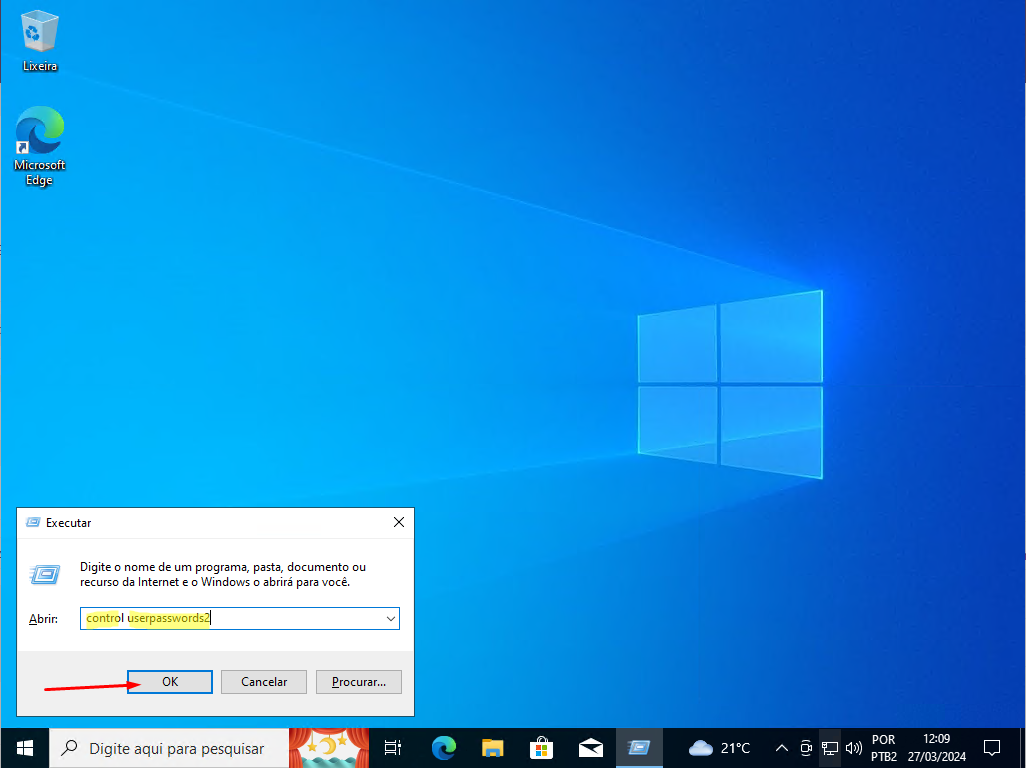 Lixeira
Microsoft
Edge
Executar
Digite o nome de um programa, pasta, documento ou
recurso da Internet e o Windows o abrirá para você.
Abrir:
control userpasswords2
OK
Cancelar
Procurar...
Digite aqui para pesquisar
21°C
POR
PTB2
12:09
27/03/2024